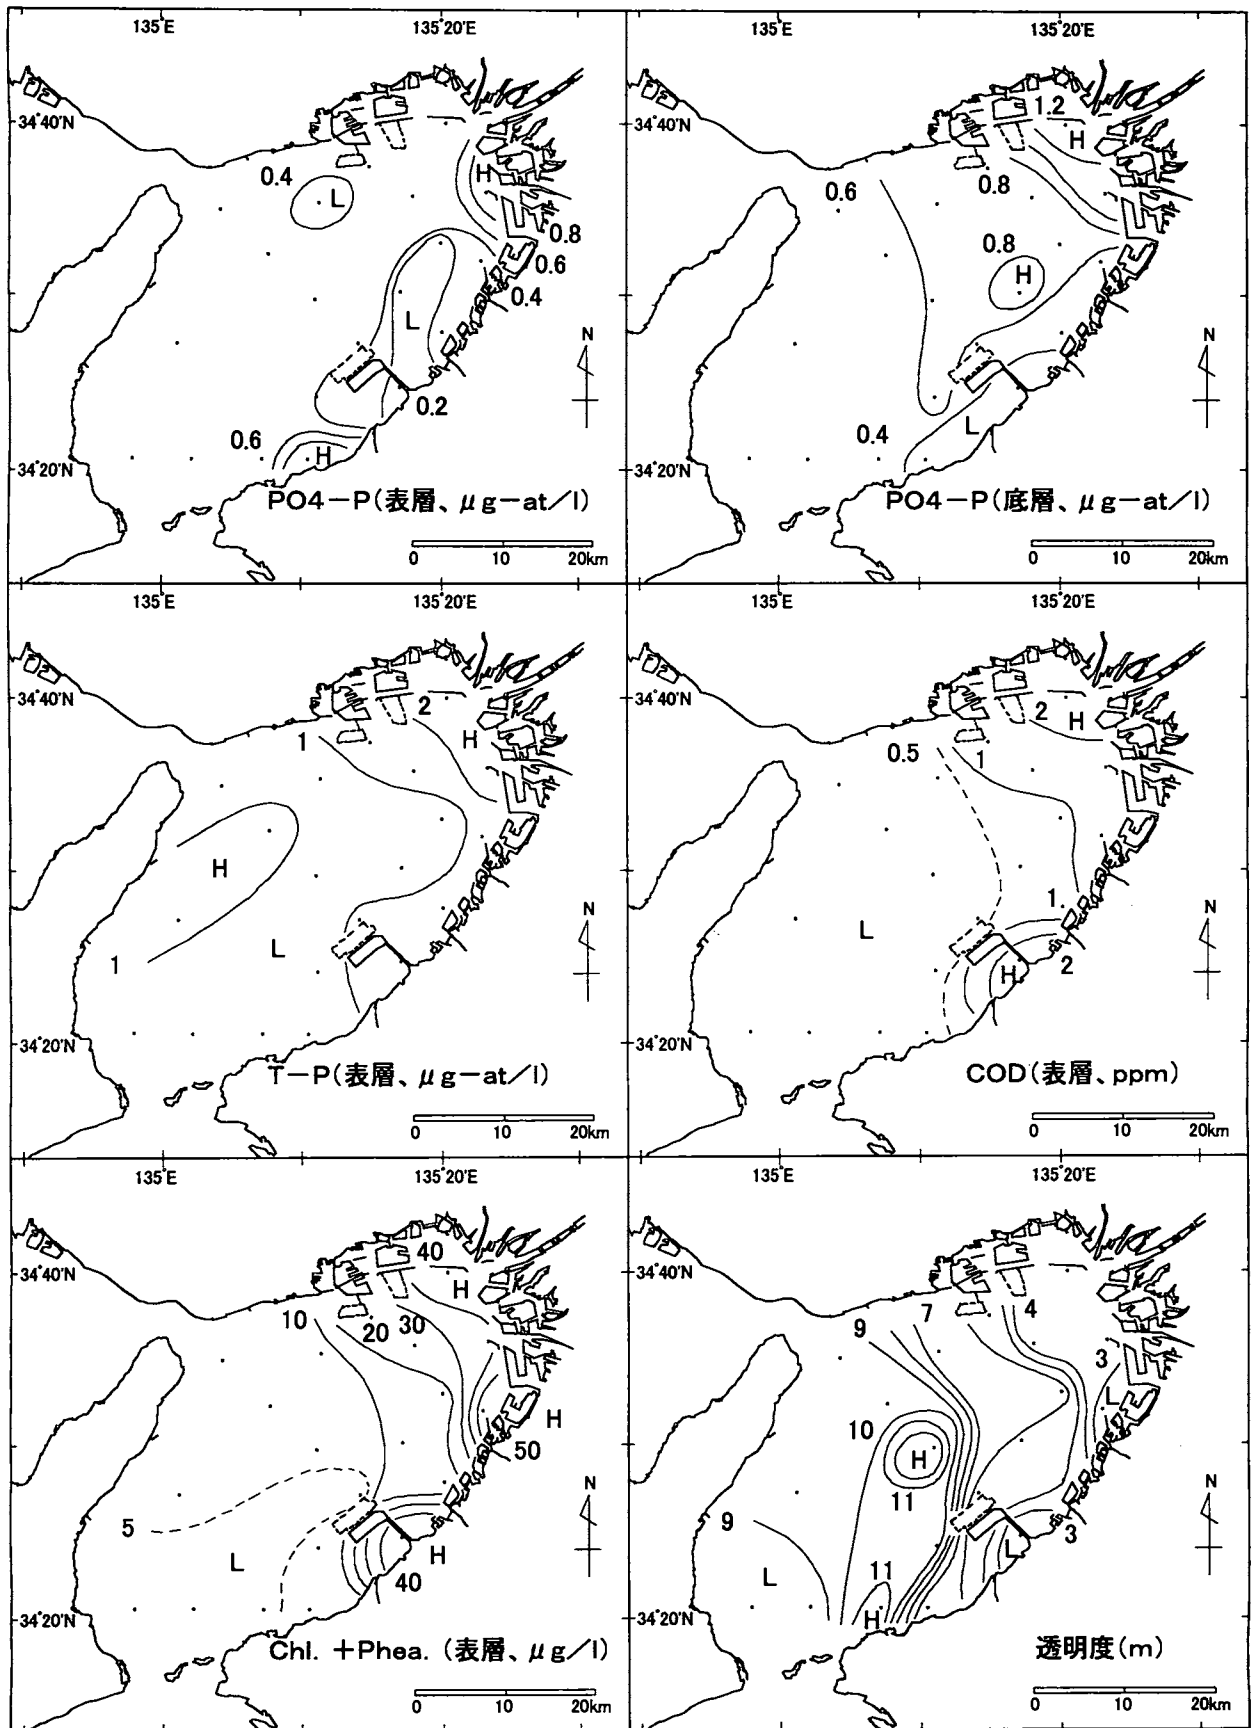 135°E 135°20'E
34°40'N
0.4
L
H
0.8
0.6
0.4
L
N
0.2
0.6
H
34°20'N
PO4-P(表層、μg-at/l)
0 10 20km
135°E 135°20'E
34°40'N
1.2
H
0.6
0.8
0.8
H
N
0.4
L
34°20'N
PO4-P(底層、μg-at/l)
0 10 20km
135°E 135°20'E
34°40'N
2
1
H
H
L
1
N
34°20'N
T-P(表層、μg-at/l)
0 10 20km
135°E 135°20'E
34°40'N
2
H
0.5
1
1
L
H
2
N
34°20'N
COD(表層、ppm)
0 10 20km
135°E 135°20'E
34°40'N
40
H
10
20
30
H
50
5
N
L
H
40
34°20'N
Chl. +Phea. (表層、μg/l)
0 10 20km
135°E 135°20'E
34°40'N
9
7
4
3
L
10
H
11
9
3
L
L
11
H
N
34°20'N
透明度(m)
0 10 20km